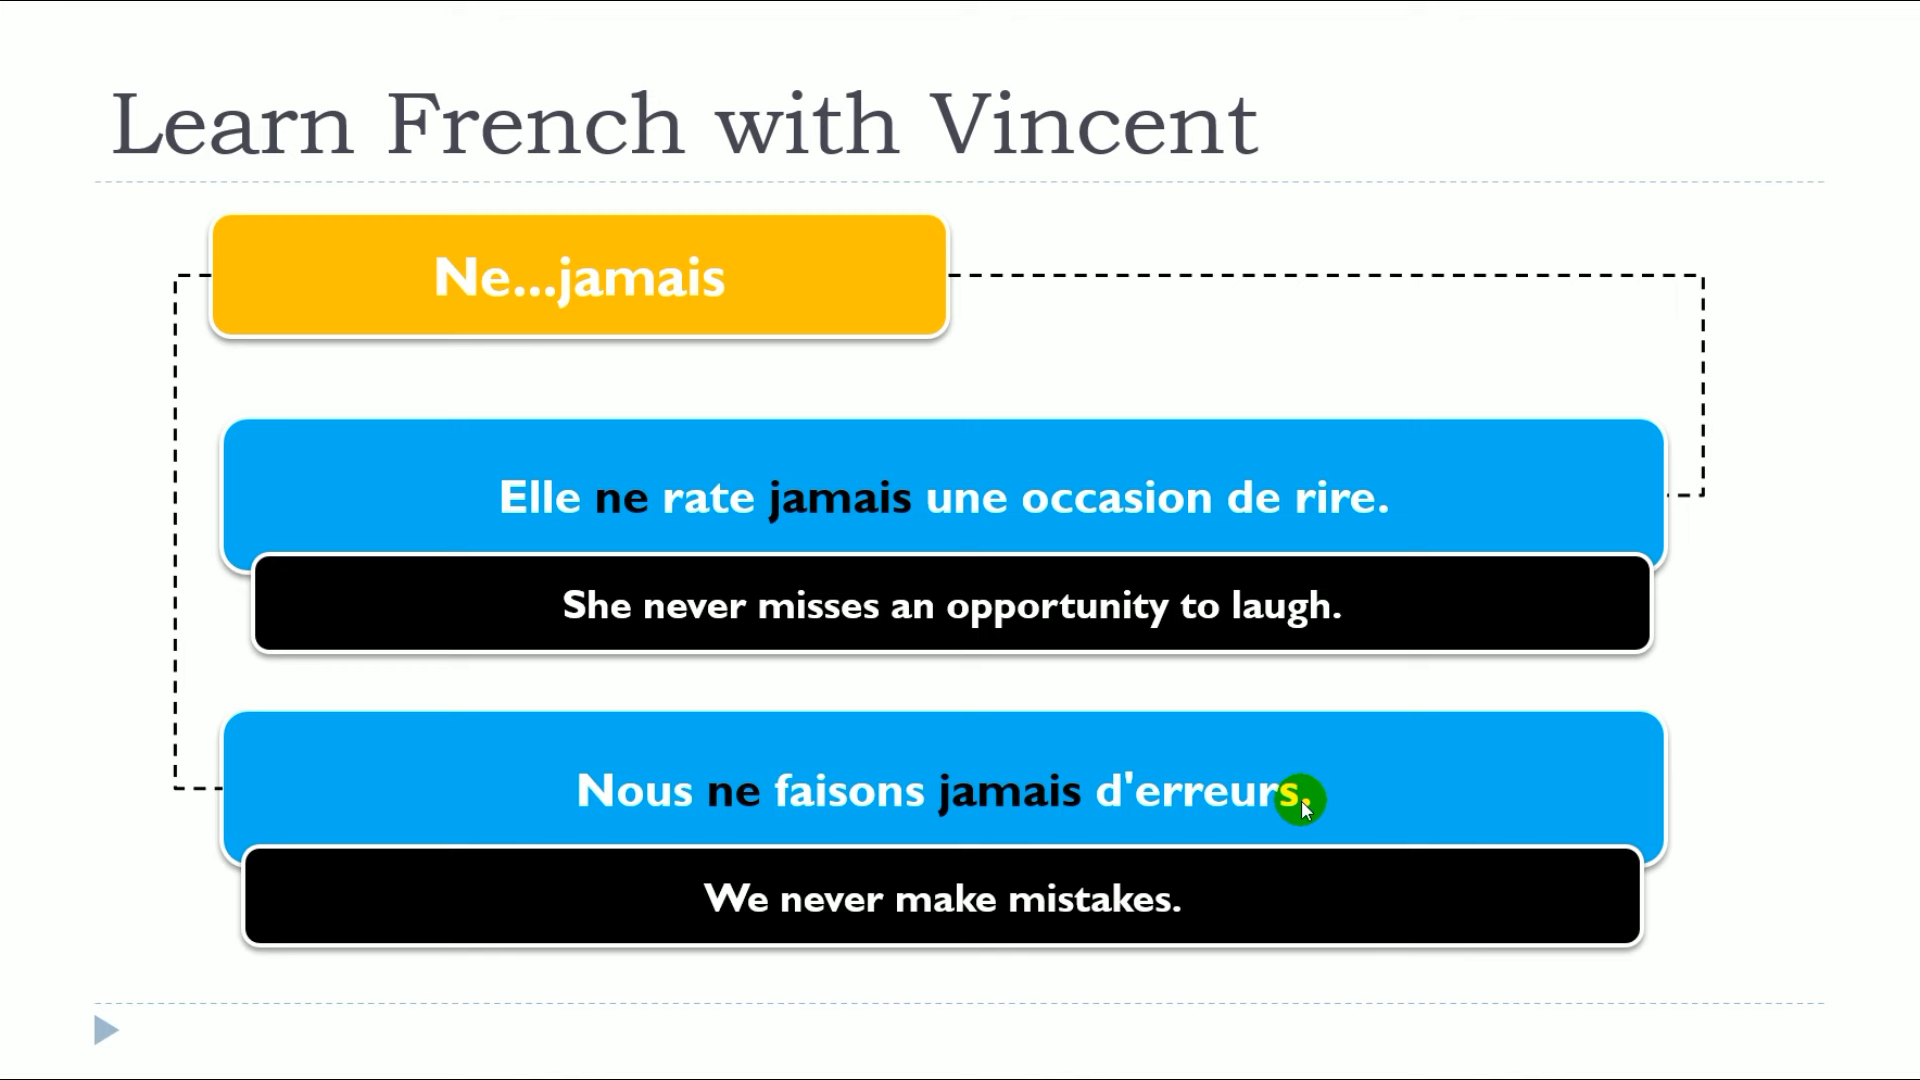 Learn French with Vincent
Ne...jamais
Elle ne rate jamais une occasion de rire.
She never misses an opportunity to laugh.
Nous ne faisons jamais d'erreurs.
We never make mistakes.